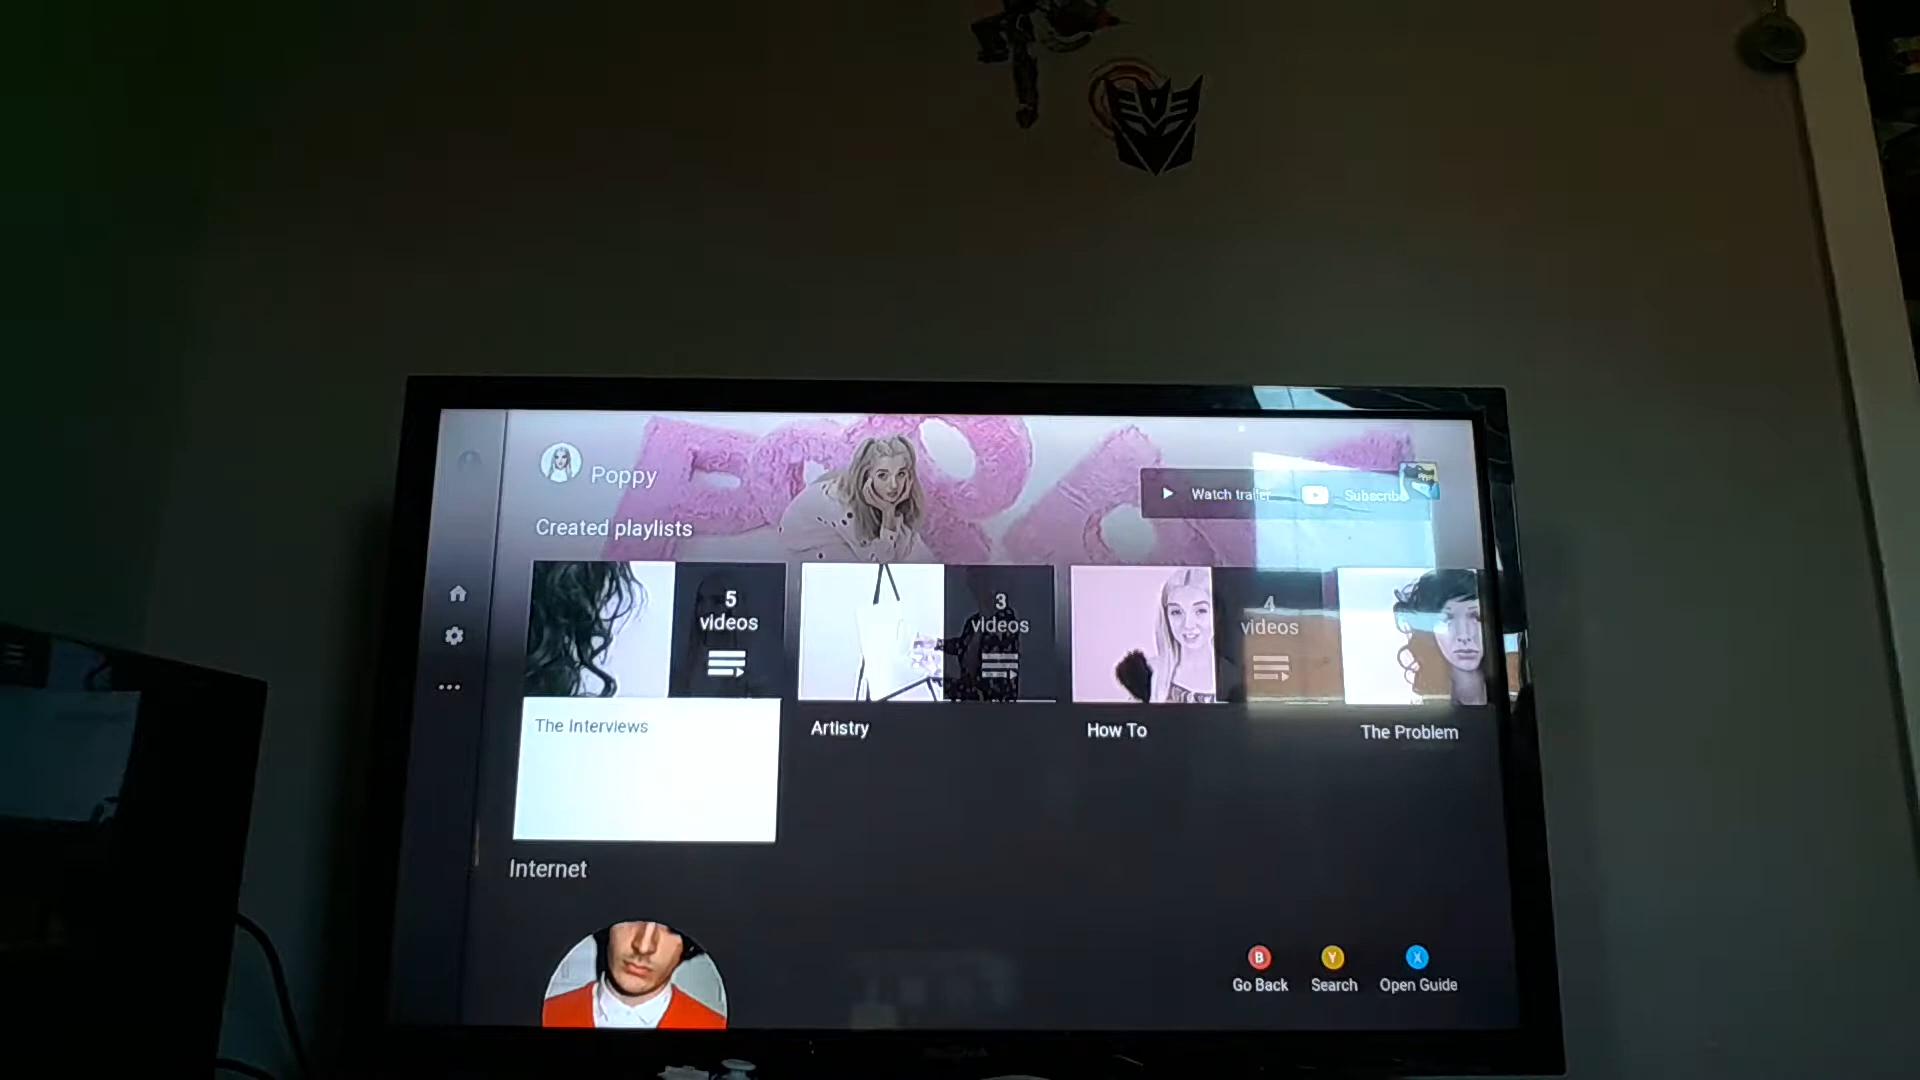 Poppy
Watch trailer
Subscribe
Created playlists
5
videos
3
videos
4
videos
The Interviews
Artistry
How To
The Problem
Internet
B
Y
X
Go Back
Search
Open Guide